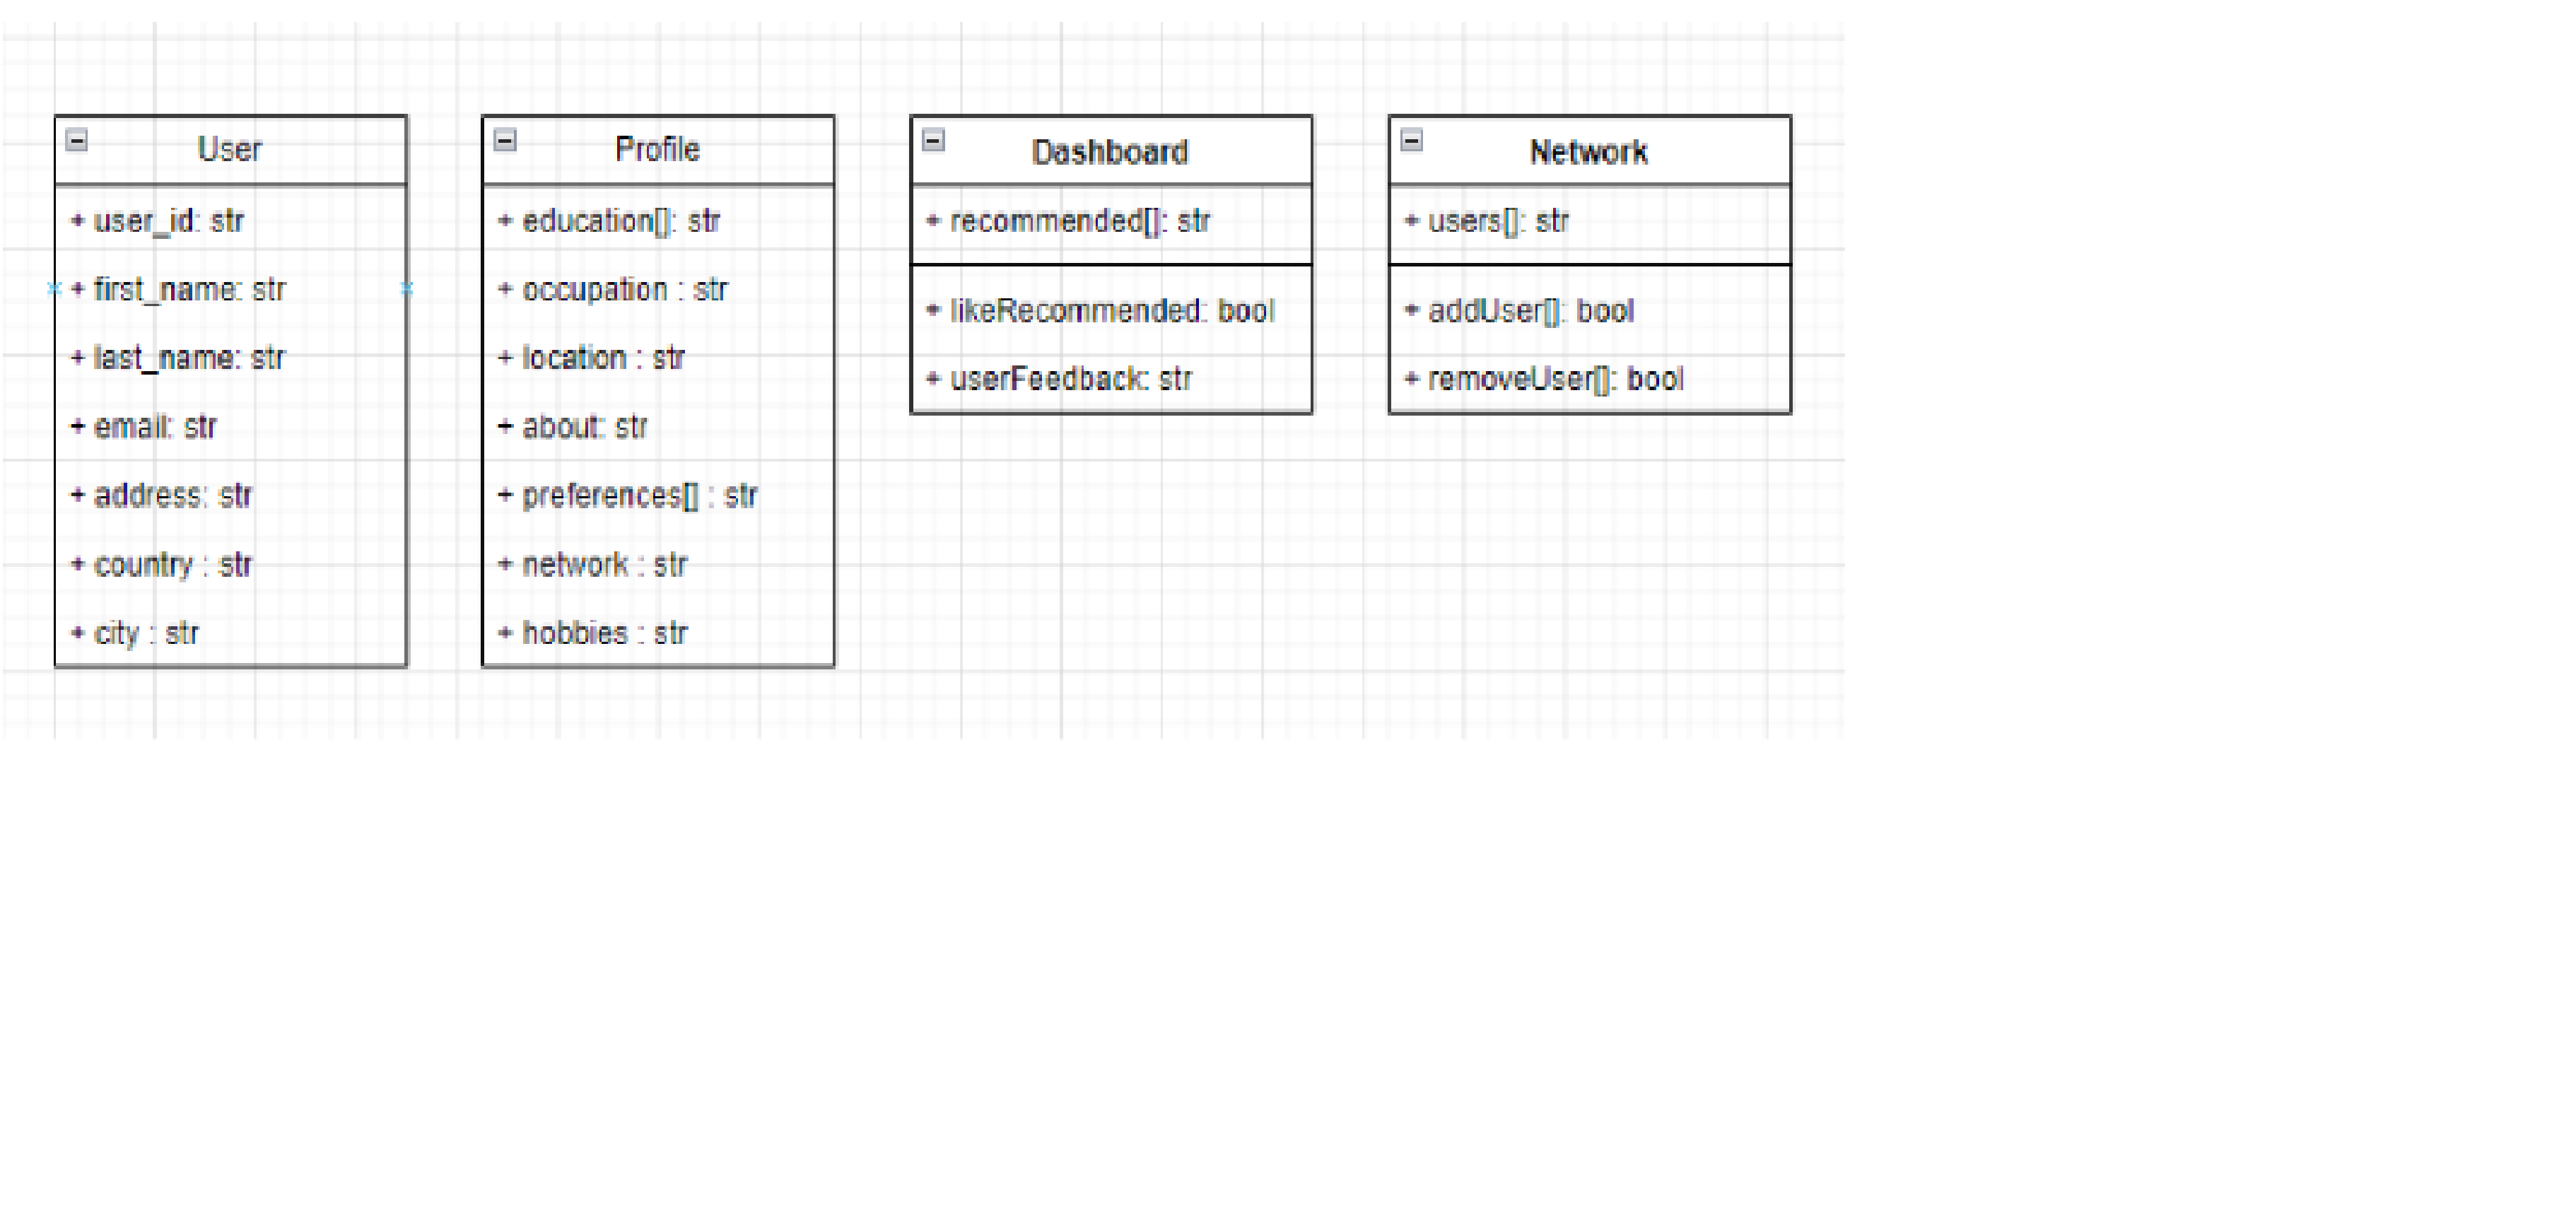 User
+ user_id: str
+ first_name: str
+ last_name: str
+ email: str
+ address: str
+ country : str
+ city : str
Profile
+ education[]: str
+ occupation : str
+ location : str
+ about: str
+ preferences[] : str
+ network : str
+ hobbies : str
Dashboard
+ recommended[]: str
+ likeRecommended: bool
+ userFeedback: str
Network
+ users[]: str
+ addUser[]: bool
+ removeUser[]: bool